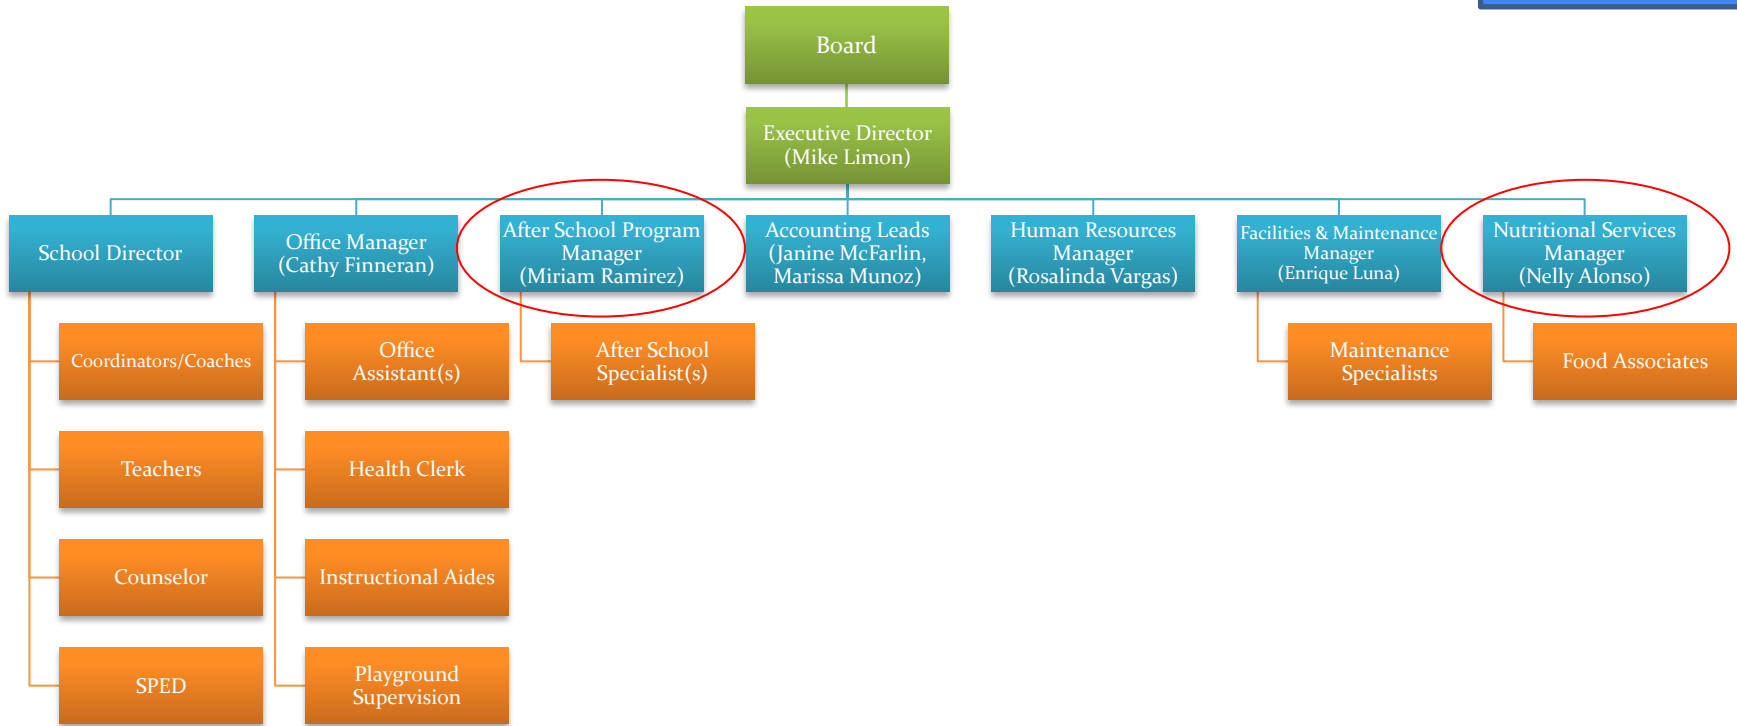 Board
Executive Director
(Mike Limon)
School Director
Office Manager
(Cathy Finneran)
After School Program
Manager
(Miriam Ramirez)
Accounting Leads
(Janine McFarlin,
Marissa Munoz)
Human Resources
Manager
(Rosalinda Vargas)
Facilities & Maintenance
Manager
(Enrique Luna)
Nutritional Services
Manager
(Nelly Alonso)
Coordinators/Coaches
Office
Assistant(s)
After School
Specialist(s)
Maintenance
Specialists
Food Associates
Teachers
Health Clerk
Counselor
Instructional Aides
SPED
Playground
Supervision